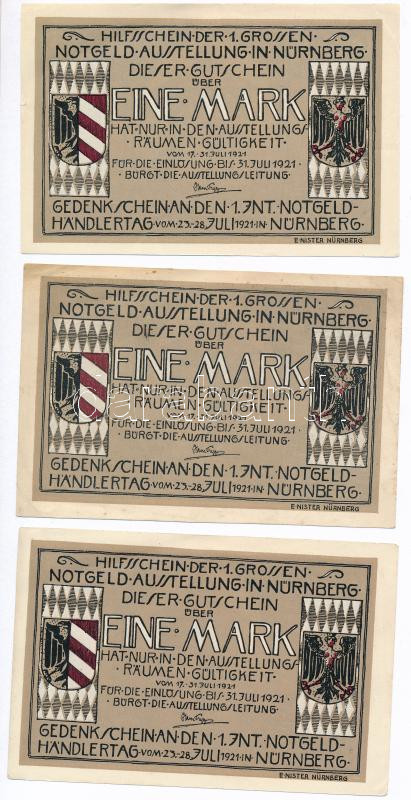 HILFSSCHEIN·DER·1.GROSSEN·
NOTGELD·AUSSTELLUNG·IN·NÜRNBERG·
DIESER·GUTSCHEIN
ÜBER
EINE·MARK
HAT·NUR·IN·DEN·AUSSTELLUNGS-
RÄUMEN·GÜLTIGKEIT·
VOM 17.-31.JULI 1921
FÜR·DIE·EINLÖSUNG·BIS·31.JULI 1921·
BÜRGT·DIE·AUSSTELLUNGSLEITUNG·
GEDENKSCHEIN·AN·DEN·1.INT.·NOTGELD-
HÄNDLERTAG·VOM·23.-28.JULI 1921·IN·NÜRNBERG·
E·NISTER NÜRNBERG
HILFSSCHEIN·DER·1.GROSSEN·
NOTGELD·AUSSTELLUNG·IN·NÜRNBERG·
DIESER·GUTSCHEIN
ÜBER
EINE·MARK
HAT·NUR·IN·DEN·AUSSTELLUNGS-
RÄUMEN·GÜLTIGKEIT·
VOM 17.-31.JULI 1921
FÜR·DIE·EINLÖSUNG·BIS·31.JULI 1921·
BÜRGT·DIE·AUSSTELLUNGSLEITUNG·
GEDENKSCHEIN·AN·DEN·1.INT.·NOTGELD-
HÄNDLERTAG·VOM·23.-28.JULI 1921·IN·NÜRNBERG·
E·NISTER NÜRNBERG
HILFSSCHEIN·DER·1.GROSSEN·
NOTGELD·AUSSTELLUNG·IN·NÜRNBERG·
DIESER·GUTSCHEIN
ÜBER
EINE·MARK
HAT·NUR·IN·DEN·AUSSTELLUNGS-
RÄUMEN·GÜLTIGKEIT·
VOM 17.-31.JULI 1921
FÜR·DIE·EINLÖSUNG·BIS·31.JULI 1921·
BÜRGT·DIE·AUSSTELLUNGSLEITUNG·
GEDENKSCHEIN·AN·DEN·1.INT.·NOTGELD-
HÄNDLERTAG·VOM·23.-28.JULI 1921·IN·NÜRNBERG·
E·NISTER NÜRNBERG